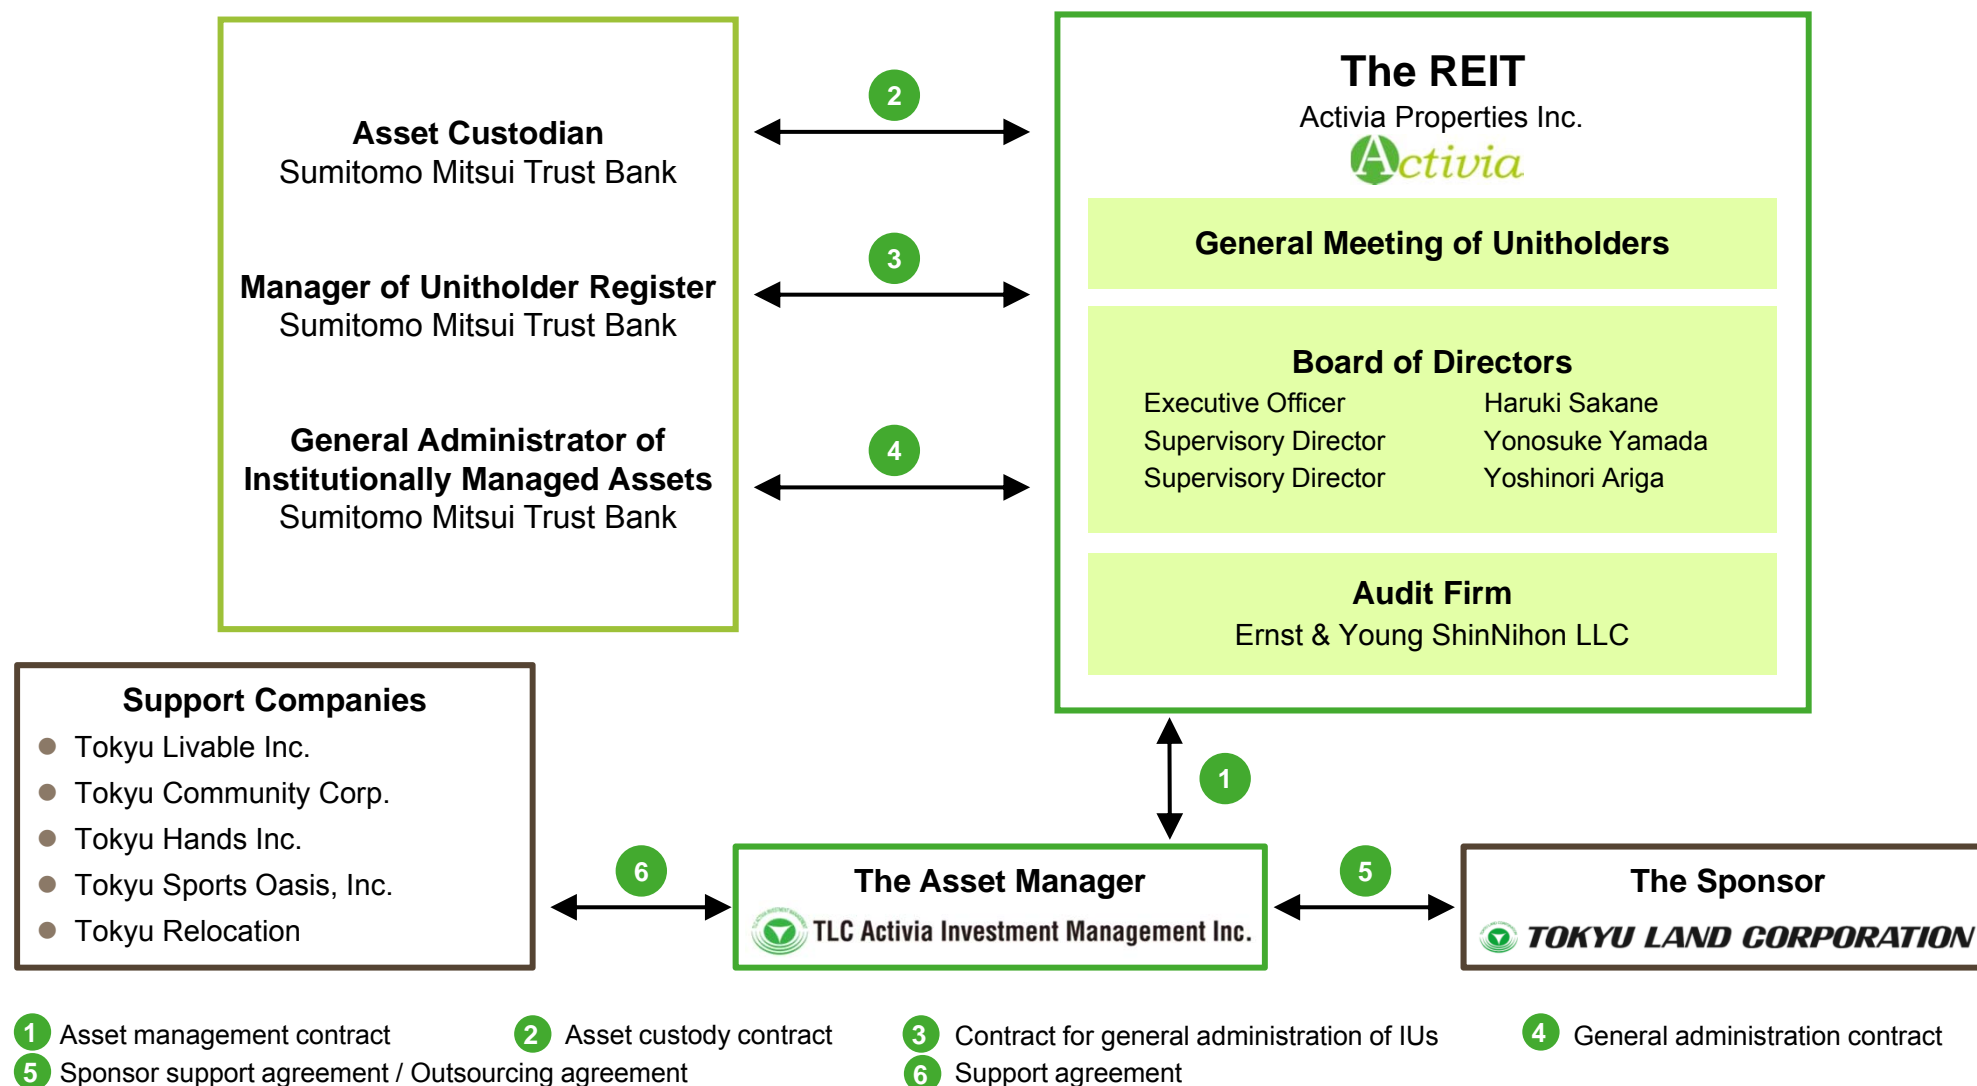 Asset Custodian
Sumitomo Mitsui Trust Bank
Manager of Unitholder Register
Sumitomo Mitsui Trust Bank
General Administrator of
Institutionally Managed Assets
Sumitomo Mitsui Trust Bank
2
3
4
The REIT
Activia Properties Inc.
Activia
General Meeting of Unitholders
Board of Directors
Executive Officer Haruki Sakane
Supervisory Director Yonosuke Yamada
Supervisory Director Yoshinori Ariga
Audit Firm
Ernst & Young ShinNihon LLC
1
Support Companies
Tokyu Livable Inc.
Tokyu Community Corp.
Tokyu Hands Inc.
Tokyu Sports Oasis, Inc.
Tokyu Relocation
6
The Asset Manager
TLC Activia Investment Management Inc.
5
The Sponsor
TOKYU LAND CORPORATION
1 Asset management contract
2 Asset custody contract
3 Contract for general administration of IUs
4 General administration contract
5 Sponsor support agreement / Outsourcing agreement
6 Support agreement